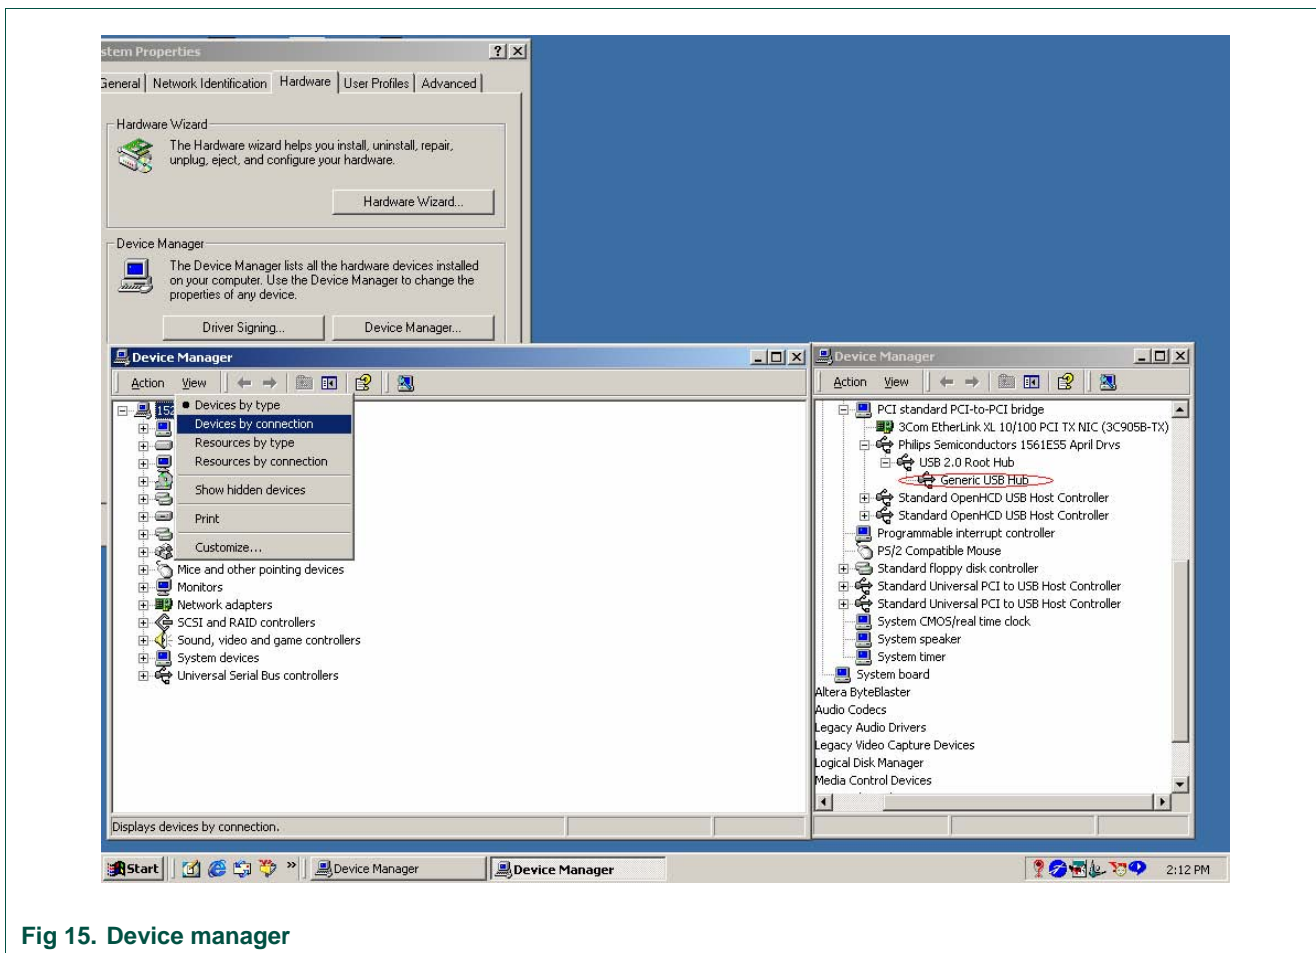 stem Properties
General Network Identification Hardware User Profiles Advanced
Hardware Wizard
The Hardware wizard helps you install, uninstall, repair,
unplug, eject, and configure your hardware.
Hardware Wizard...
Device Manager
The Device Manager lists all the hardware devices installed
on your computer. Use the Device Manager to change the
properties of any device.
Driver Signing... Device Manager...
Device Manager
Action View
152
Devices by type
Devices by connection
Resources by type
Resources by connection
Show hidden devices
Print
Customize...
Mice and other pointing devices
Monitors
Network adapters
SCSI and RAID controllers
Sound, video and game controllers
System devices
Universal Serial Bus controllers
Displays devices by connection.
Device Manager
Action View
PCI standard PCI-to-PCI bridge
3Com EtherLink XL 10/100 PCI TX NIC (3C905B-TX)
Philips Semiconductors 1561ES5 April Drvs
USB 2.0 Root Hub
Generic USB Hub
Standard OpenHCD USB Host Controller
Standard OpenHCD USB Host Controller
Programmable interrupt controller
PS/2 Compatible Mouse
Standard floppy disk controller
Standard Universal PCI to USB Host Controller
Standard Universal PCI to USB Host Controller
System CMOS/real time clock
System speaker
System timer
System board
Altera ByteBlaster
Audio Codecs
Legacy Audio Drivers
Legacy Video Capture Devices
Logical Disk Manager
Media Control Devices
Start » Device Manager Device Manager 2:12 PM
Fig 15. Device manager